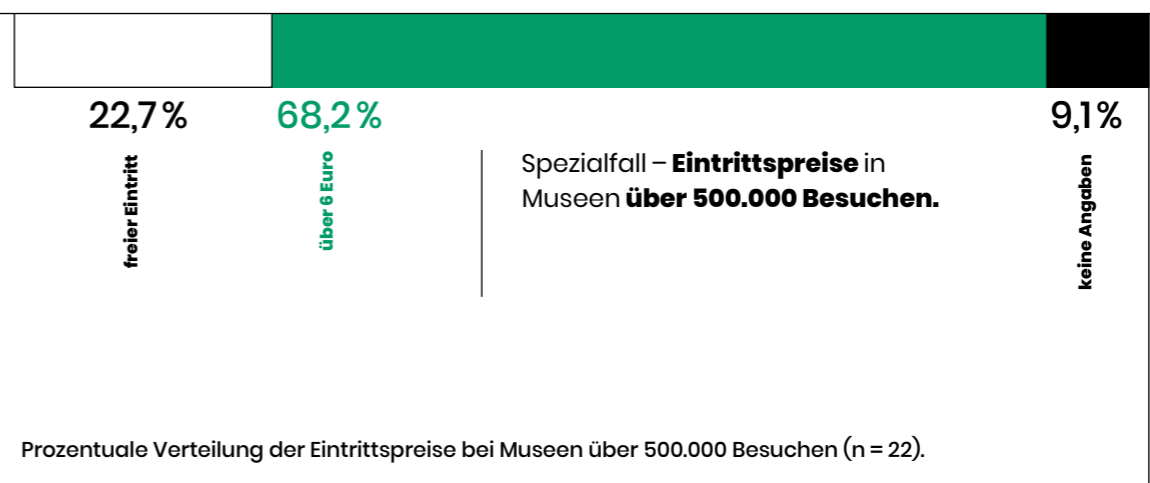 22,7% 68,2% 9,1%
freier Eintritt
über 6 Euro
Spezialfall – Eintrittspreise in
Museen über 500.000 Besuchen.
keine Angaben
Prozentuale Verteilung der Eintrittspreise bei Museen über 500.000 Besuchen (n = 22).